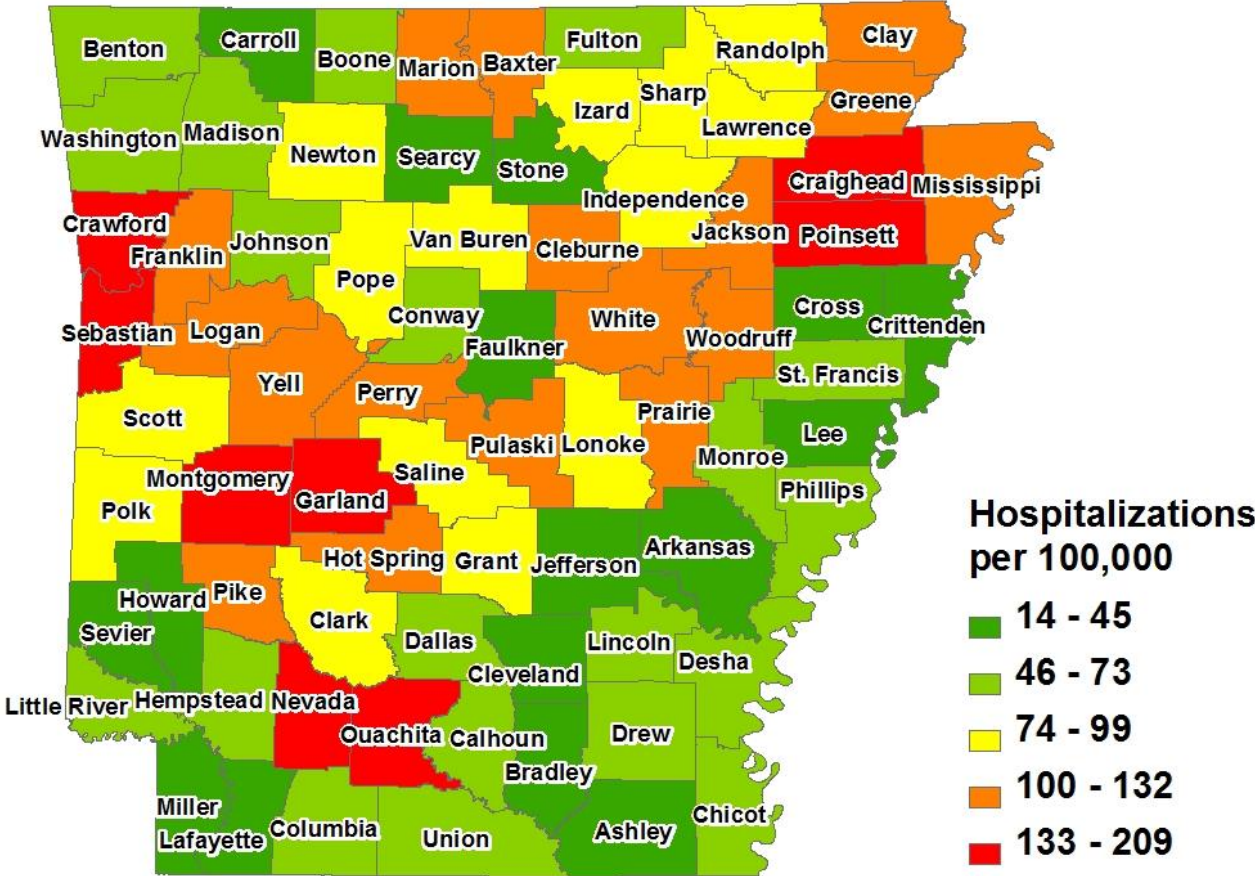 Benton
Carroll
Boone
Marion
Baxter
Fulton
Randolph
Clay
Washington
Madison
Newton
Searcy
Stone
Izard
Sharp
Lawrence
Greene
Crawford
Franklin
Johnson
Pope
Van Buren
Cleburne
Independence
Jackson
Craighead
Mississippi
Poinsett
Sebastian
Logan
Yell
Conway
Faulkner
White
Woodruff
Cross
Crittenden
Scott
Perry
Pulaski
Lonoke
Prairie
St. Francis
Lee
Monroe
Phillips
Polk
Montgomery
Garland
Saline
Hot Spring
Grant
Jefferson
Arkansas
Howard
Pike
Clark
Sevier
Dallas
Cleveland
Lincoln
Desha
Little River
Hempstead
Nevada
Ouachita
Calhoun
Bradley
Drew
Miller
Lafayette
Columbia
Union
Ashley
Chicot
Hospitalizations
per 100,000
14 - 45
46 - 73
74 - 99
100 - 132
133 - 209